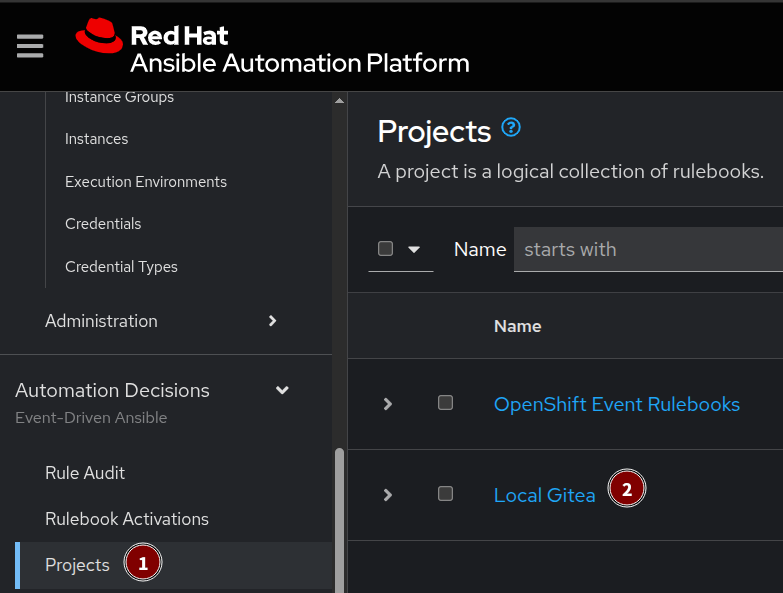 Red Hat
Ansible Automation Platform
Instance Groups
Instances
Execution Environments
Credentials
Credential Types
Administration
Automation Decisions
Event-Driven Ansible
Rule Audit
Rulebook Activations
Projects 1
Projects ?
A project is a logical collection of rulebooks.
Name starts with
Name
OpenShift Event Rulebooks
Local Gitea 2